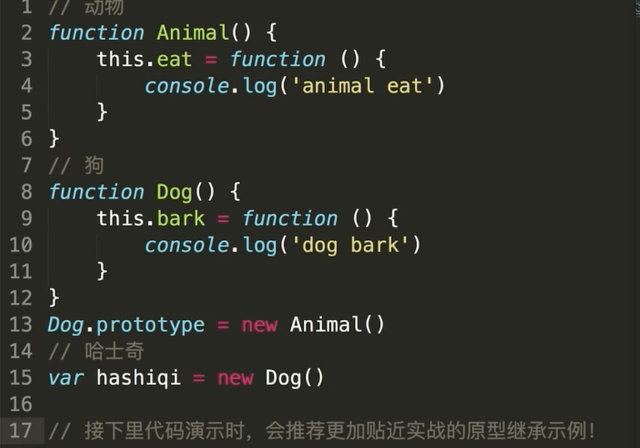 1 // 动物
2 function Animal() {
3     this.eat = function () {
4         console.log('animal eat')
5     }
6 }
7 // 狗
8 function Dog() {
9     this.bark = function () {
10         console.log('dog bark')
11     }
12 }
13 Dog.prototype = new Animal()
14 // 哈士奇
15 var hashiqi = new Dog()
16
17 // 接下里代码演示时，会推荐更加贴近实战的原型继承示例！